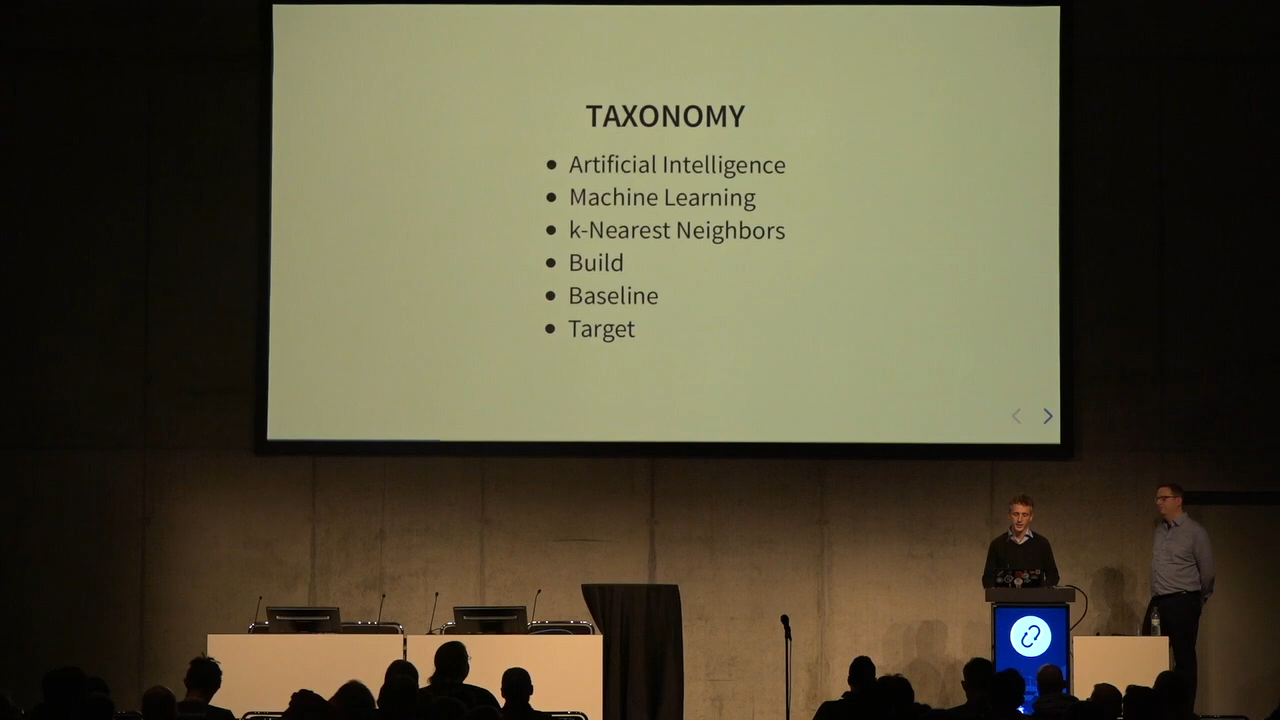 TAXONOMY
Artificial Intelligence
Machine Learning
k-Nearest Neighbors
Build
Baseline
Target